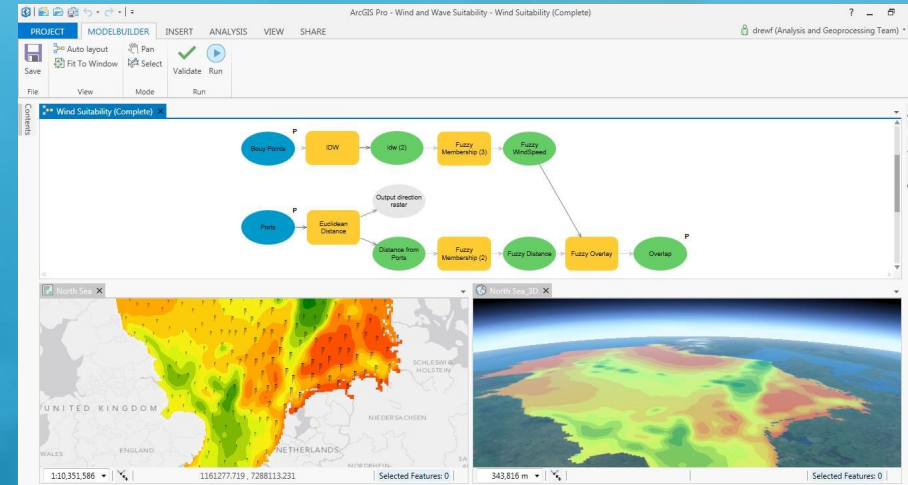 ArcGIS Pro - Wind and Wave Suitability - Wind Suitability (Complete)
? _
PROJECT MODELBUILDER INSERT ANALYSIS VIEW SHARE
drewf (Analysis and Geoprocessing Team)
Save
Auto layout
Fit To Window
Pan
Select
Validate Run
File View Mode Run
Contents
Wind Suitability (Complete) ×
P
Bouy Points
IDW
idw (2)
Fuzzy
Membership (3)
Fuzzy
WindSpeed
Output direction
raster
P
Ports
Euclidean
Distance
Distance from
Ports
Fuzzy
Membership (2)
Fuzzy Distance
Fuzzy Overlay
Overlap
P
North Sea ×
SCHLESWIG
HOLSTEIN
UNITED KINGDOM
NIEDERSACHSEN
WALES
ENGLAND
NETHERLANDS
1:10,351,586
1161277.719 , 7288113.231
Selected Features: 0
North Sea_3D ×
343,816 m
Selected Features: 0